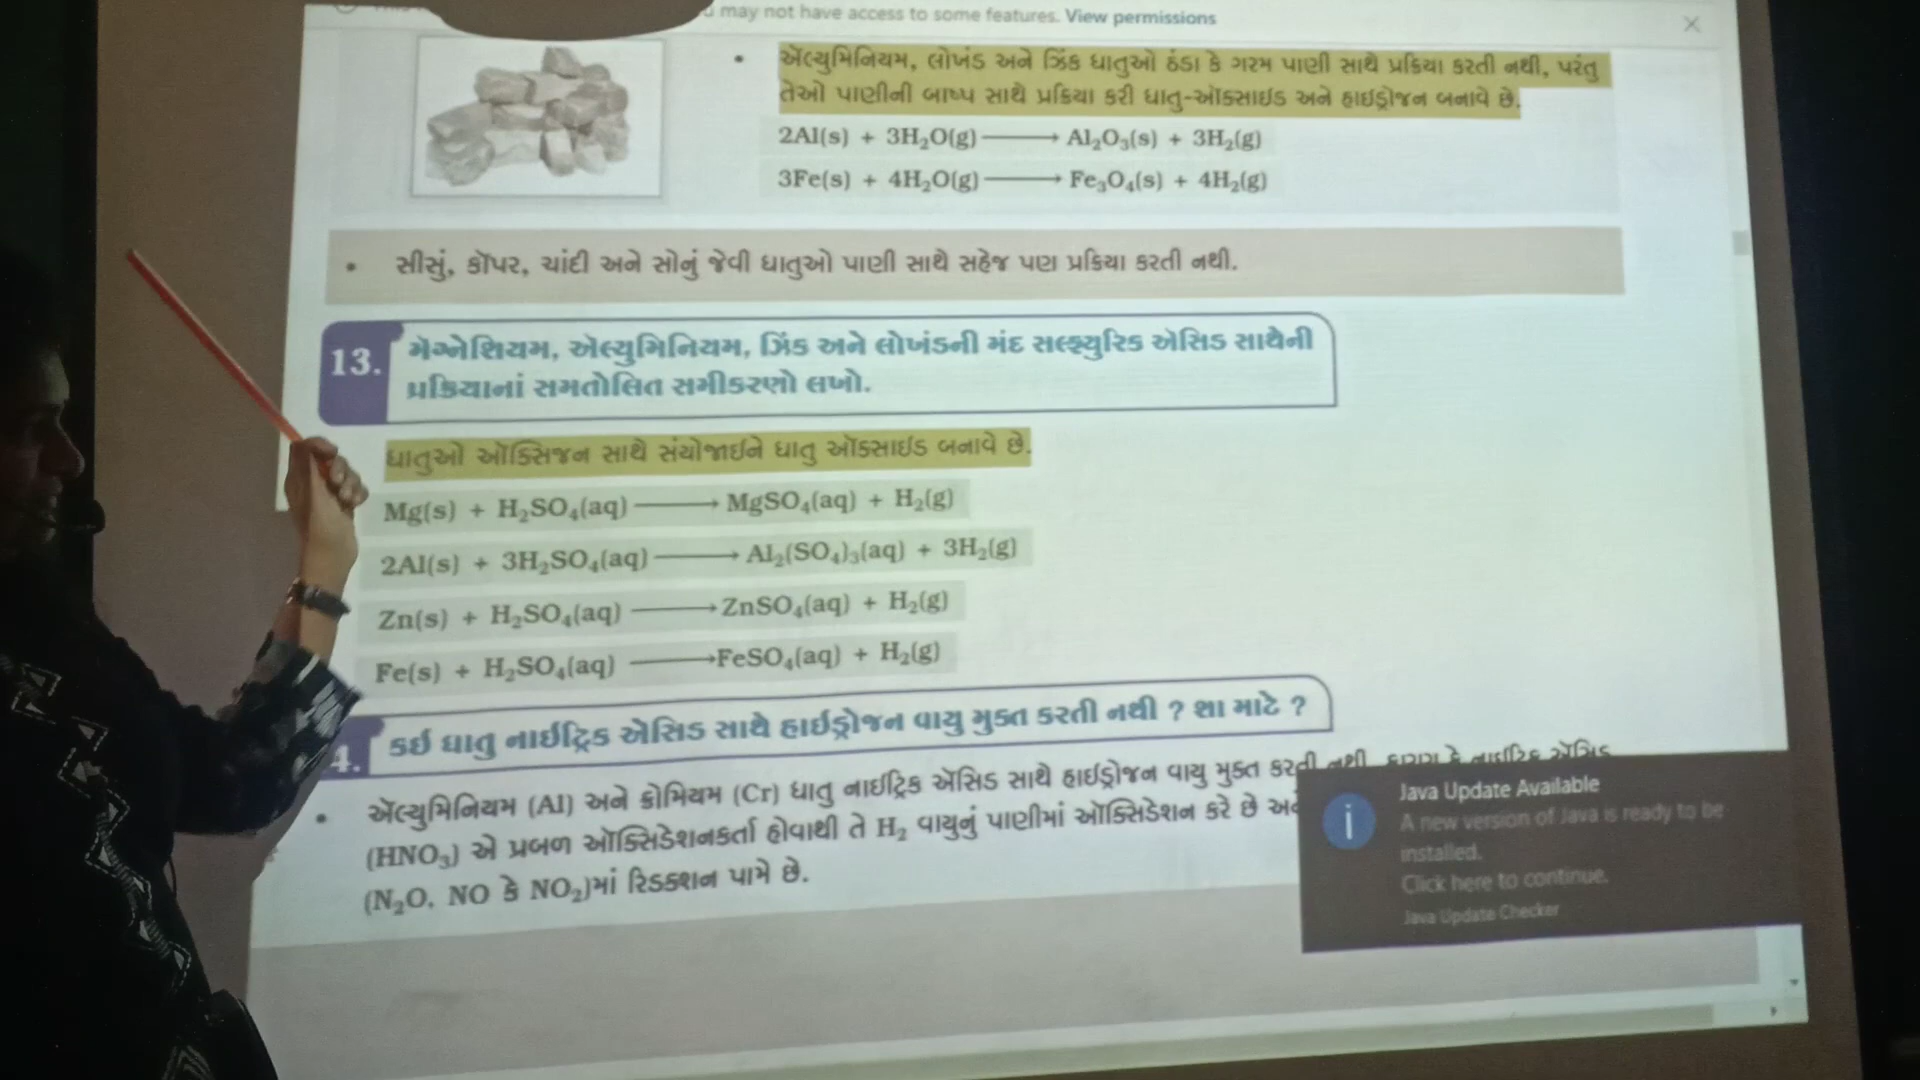 may not have access to some features. View permissions
• ઍલ્યુમિનિયમ, લોખંડ અને ઝિંક ધાતુઓ ઠંડા કે ગરમ પાણી સાથે પ્રક્રિયા કરતી નથી, પરંતુ
તેઓ પાણીની બાષ્પ સાથે પ્રક્રિયા કરી ધાતુ-ઑક્સાઇડ અને હાઇડ્રોજન બનાવે છે.
2Al(s) + 3H₂O(g) ⟶ Al₂O₃(s) + 3H₂(g)
3Fe(s) + 4H₂O(g) ⟶ Fe₃O₄(s) + 4H₂(g)
• સીસું, કૉપર, ચાંદી અને સોનું જેવી ધાતુઓ પાણી સાથે સહેજ પણ પ્રક્રિયા કરતી નથી.
13. મૅગ્નેશિયમ, ઍલ્યુમિનિયમ, ઝિંક અને લોખંડની મંદ સલ્ફ્યુરિક ઍસિડ સાથેની
પ્રક્રિયાનાં સમતોલિત સમીકરણો લખો.
ધાતુઓ ઑક્સિજન સાથે સંયોજાઈને ધાતુ ઑક્સાઇડ બનાવે છે.
Mg(s) + H₂SO₄(aq) ⟶ MgSO₄(aq) + H₂(g)
2Al(s) + 3H₂SO₄(aq) ⟶ Al₂(SO₄)₃(aq) + 3H₂(g)
Zn(s) + H₂SO₄(aq) ⟶ ZnSO₄(aq) + H₂(g)
Fe(s) + H₂SO₄(aq) ⟶ FeSO₄(aq) + H₂(g)
4. કઈ ધાતુ નાઈટ્રિક એસિડ સાથે હાઈડ્રોજન વાયુ મુક્ત કરતી નથી ? શા માટે ?
• ઍલ્યુમિનિયમ (Al) અને ક્રોમિયમ (Cr) ધાતુ નાઇટ્રિક ઍસિડ સાથે હાઈડ્રોજન વાયુ મુક્ત કરતી નથી કારણ કે નાઇટ્રિક ઍસિડ
(HNO₃) એ પ્રબળ ઑક્સિડેશનકર્તા હોવાથી તે H₂ વાયુનું પાણીમાં ઑક્સિડેશન કરે છે
(N₂O, NO કે NO₂)માં રિડક્શન પામે છે.
Java Update Available
A new version of Java is ready to be
installed.
Click here to continue.
Java Update Checker